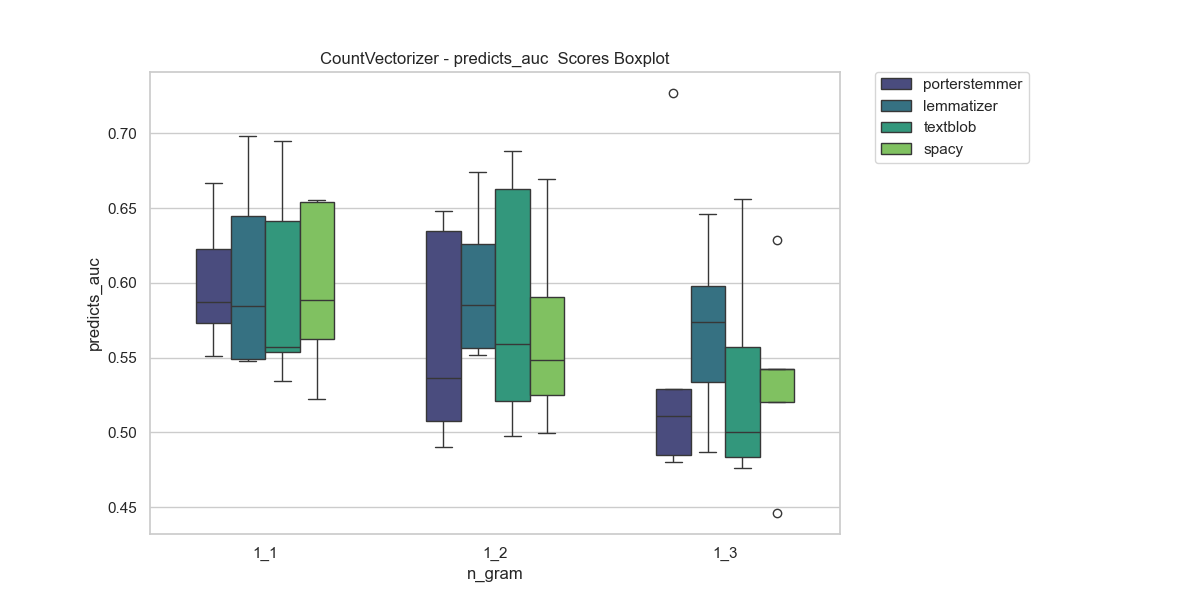 CountVectorizer - predicts_auc  Scores Boxplot
porterstemmer
lemmatizer
textblob
spacy
predicts_auc
0.70
0.65
0.60
0.55
0.50
0.45
1_1
1_2
1_3
n_gram